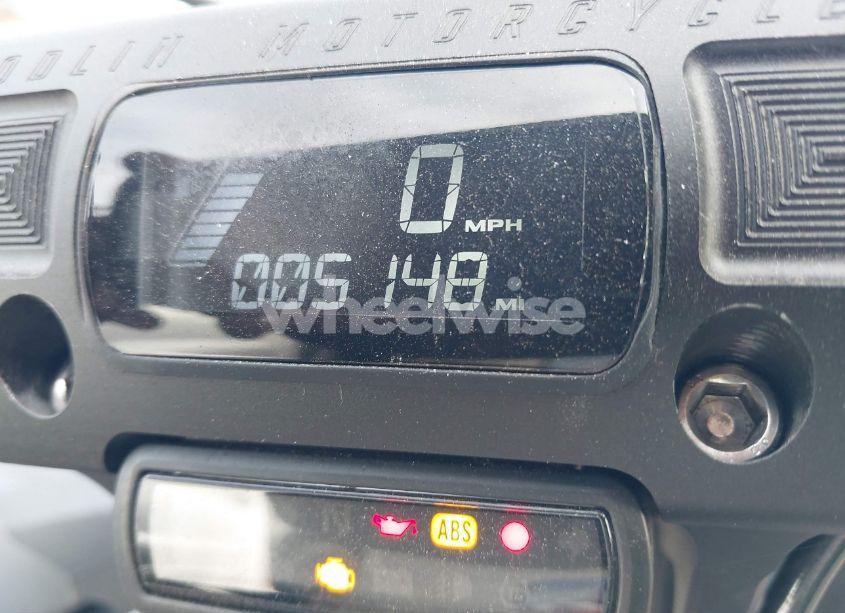 MOTORCYCLE
0 MPH
005148 MI
wheelwise
ABS